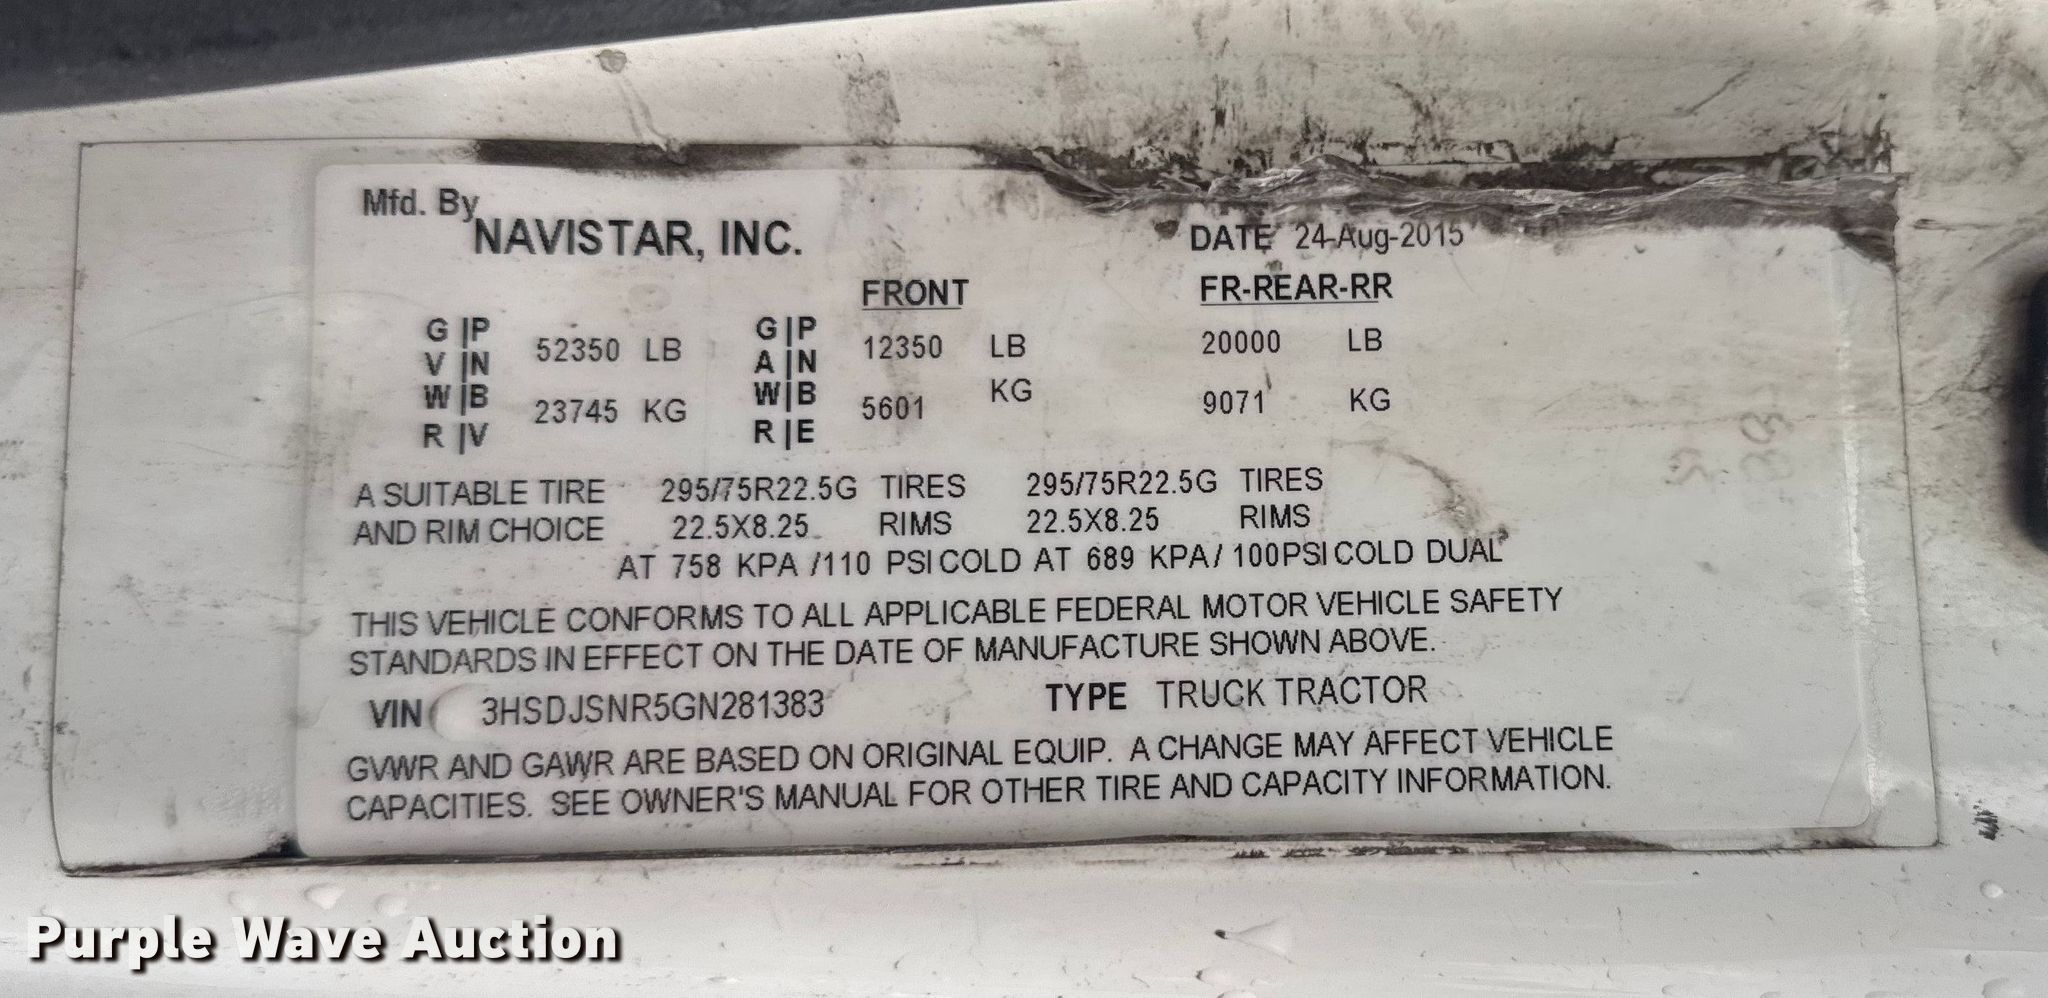 Mfd. By
NAVISTAR, INC.
DATE 24-Aug-2015
FRONT FR-REAR-RR
G|P G|P
52350 LB 12350 LB 20000 LB
V|N A|N
W|B W|B
23745 KG 5601 KG 9071 KG
R|V R|E
A SUITABLE TIRE 295/75R22.5G TIRES 295/75R22.5G TIRES
AND RIM CHOICE 22.5X8.25 RIMS 22.5X8.25 RIMS
AT 758 KPA /110 PSI COLD AT 689 KPA/ 100PSI COLD DUAL
THIS VEHICLE CONFORMS TO ALL APPLICABLE FEDERAL MOTOR VEHICLE SAFETY
STANDARDS IN EFFECT ON THE DATE OF MANUFACTURE SHOWN ABOVE.
VIN 3HSDJSNR5GN281383 TYPE TRUCK TRACTOR
GVWR AND GAWR ARE BASED ON ORIGINAL EQUIP. A CHANGE MAY AFFECT VEHICLE
CAPACITIES. SEE OWNER'S MANUAL FOR OTHER TIRE AND CAPACITY INFORMATION.
Purple Wave Auction